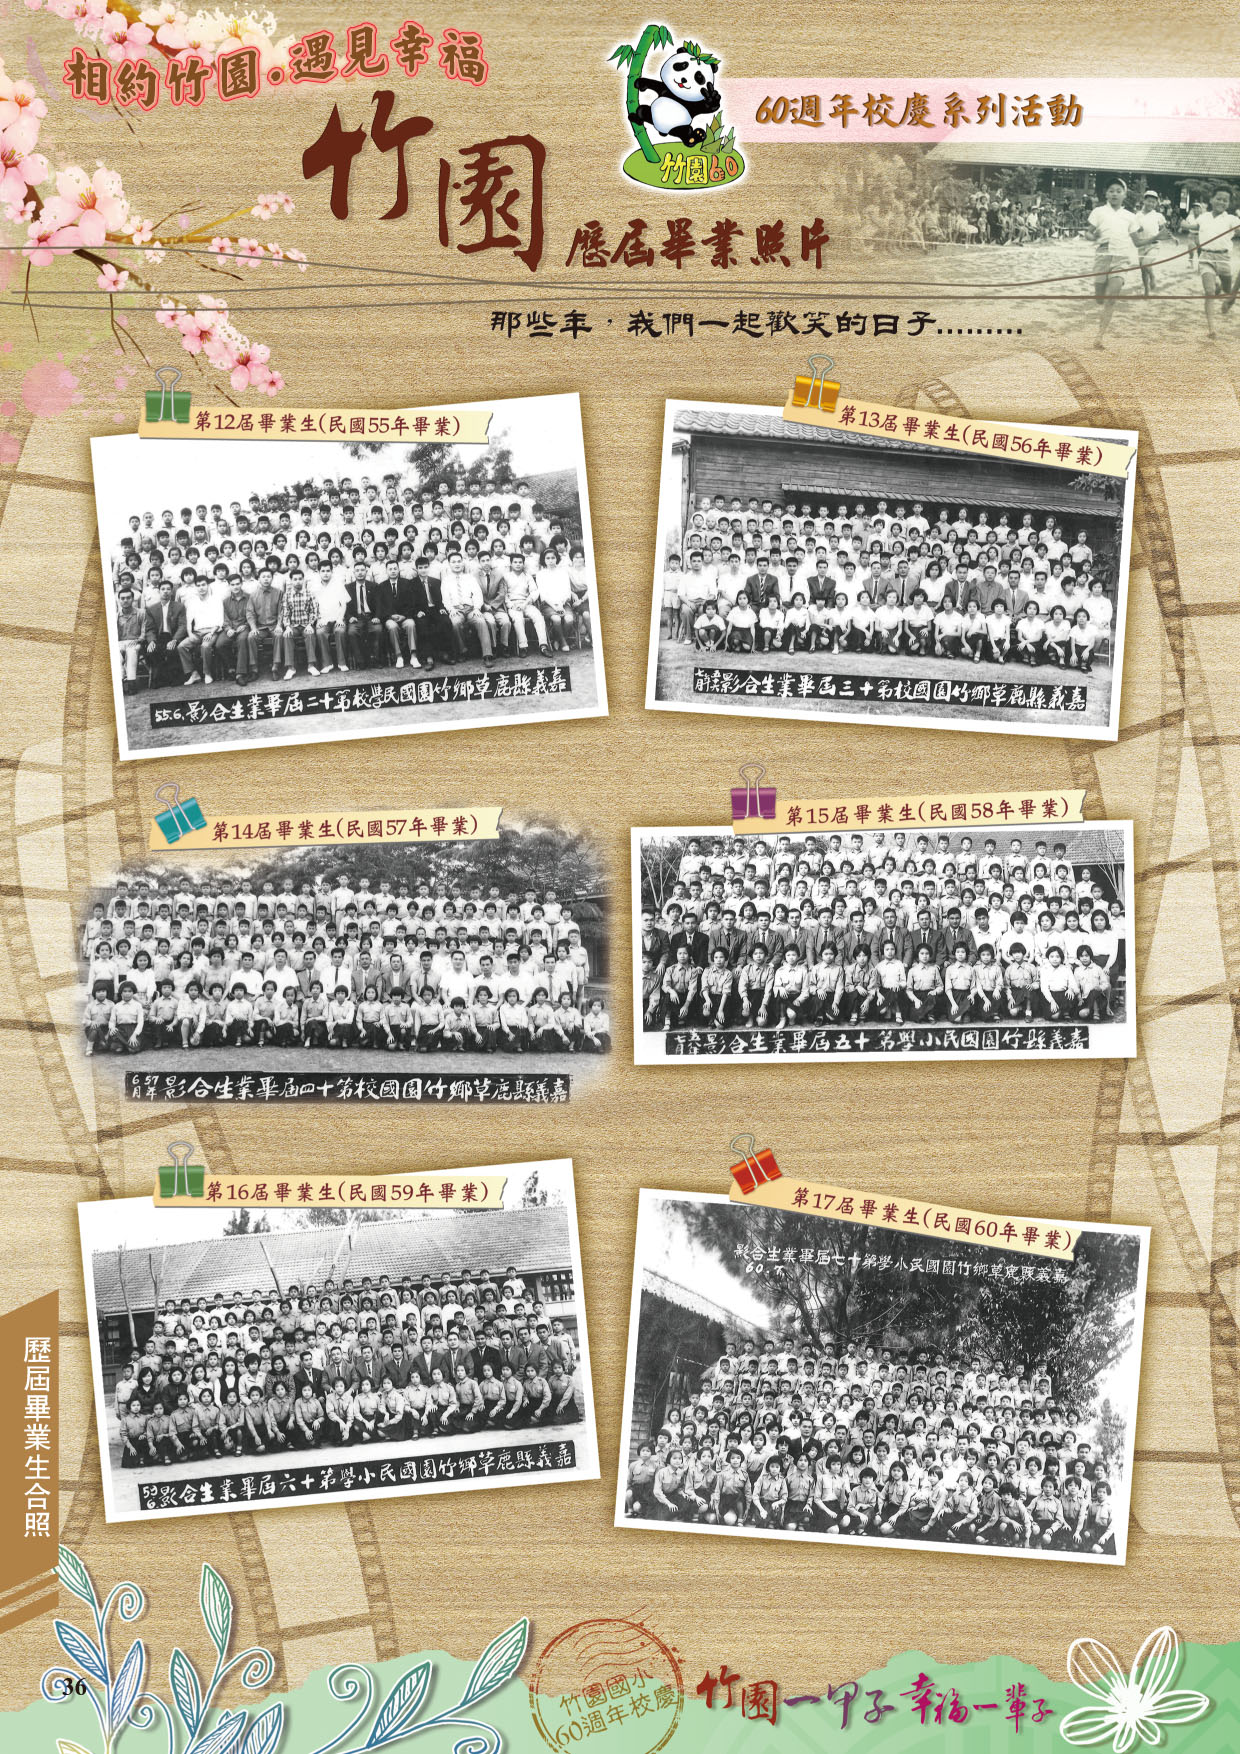 相約竹園．遇見幸福
竹園60
60週年校慶系列活動
竹園
歷屆畢業照片
那些年，我們一起歡笑的日子.........
第12屆畢業生(民國55年畢業)
55.6.影合生業畢屆二十第校學民國園竹鄉草鹿縣義嘉
第13屆畢業生(民國56年畢業)
影合生業畢屆三十第校國園竹鄉草鹿縣義嘉
第14屆畢業生(民國57年畢業)
57年6月影合生業畢屆四十第校國園竹鄉草鹿縣義嘉
第15屆畢業生(民國58年畢業)
影合生業畢屆五十第學小民國園竹縣義嘉
第16屆畢業生(民國59年畢業)
59 6影合生業畢屆六十第學小民國園竹鄉草鹿縣義嘉
第17屆畢業生(民國60年畢業)
影合生業畢屆七十第學小民國園竹鄉草鹿縣義嘉
60.7.
歷屆畢業生合照
36
竹園國小
60週年校慶
竹園一甲子 幸福一輩子